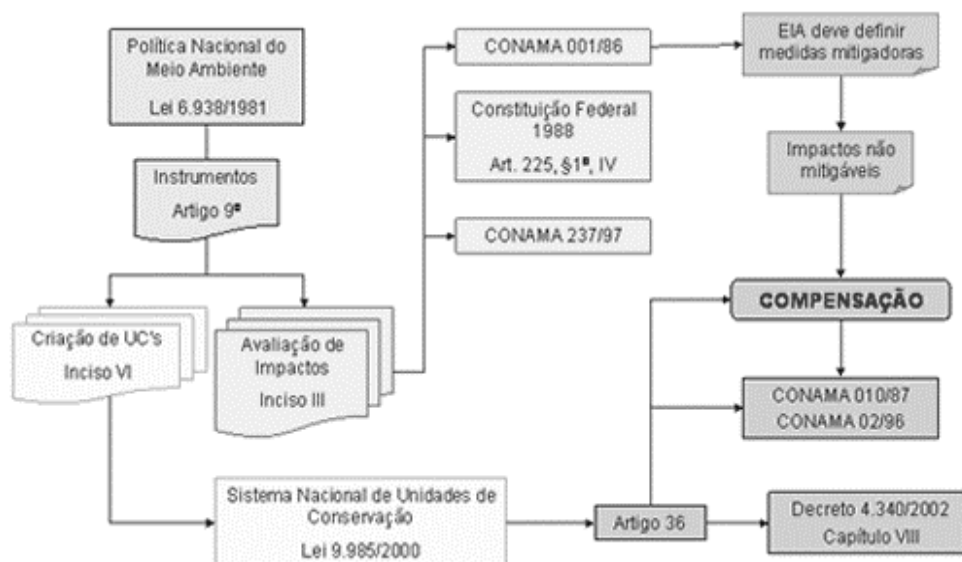 Política Nacional do
Meio Ambiente
Lei 6.938/1981
Instrumentos
Artigo 9º
Criação de UC's
Inciso VI
Avaliação de
Impactos
Inciso III
CONAMA 001/86
Constituição Federal
1988
Art. 225, §1º, IV
CONAMA 237/97
EIA deve definir
medidas mitigadoras
Impactos não
mitigáveis
COMPENSAÇÃO
CONAMA 010/87
CONAMA 02/96
Sistema Nacional de Unidades de
Conservação
Lei 9.985/2000
Artigo 36
Decreto 4.340/2002
Capítulo VIII